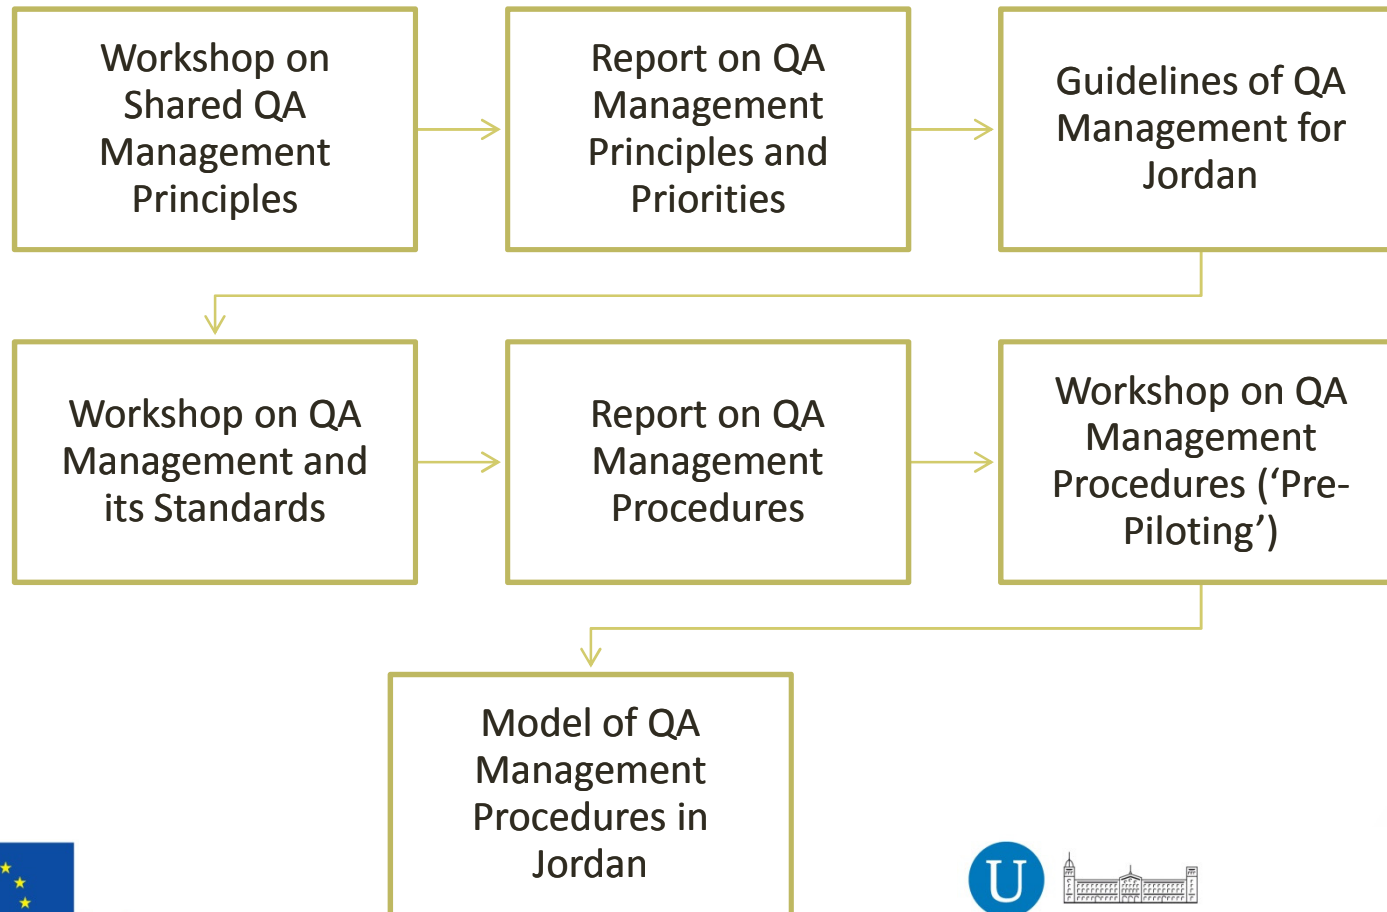 Workshop on
Shared QA
Management
Principles
Report on QA
Management
Principles and
Priorities
Guidelines of QA
Management for
Jordan
Workshop on QA
Management and
its Standards
Report on QA
Management
Procedures
Workshop on QA
Management
Procedures (‘Pre-
Piloting’)
Model of QA
Management
Procedures in
Jordan
U